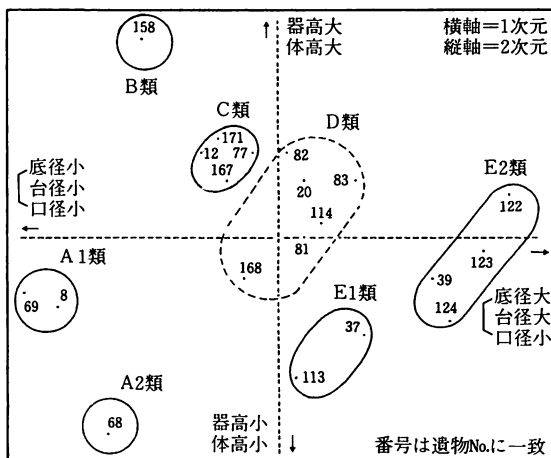 158
↑
器高大
体高大
横軸=1次元
縦軸=2次元
B類
C類
171
12 77
167
D類
82
20
83
114
81
168
E2類
122
123
39
124
底径小
台径小
口径小
←
→
A1類
69 8
E1類
37
113
底径大
台径大
口径小
A2類
68
器高小
体高小
↓
番号は遺物No.に一致